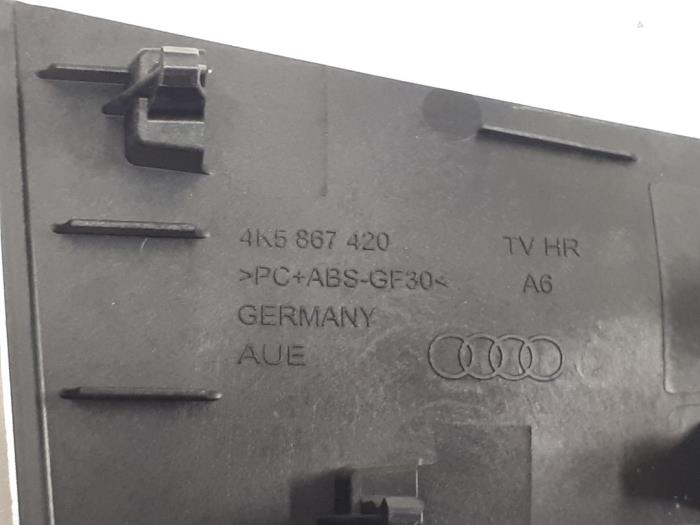 4K5 867 420
TV HR
>PC+ABS-GF30<
A6
GERMANY
AUE